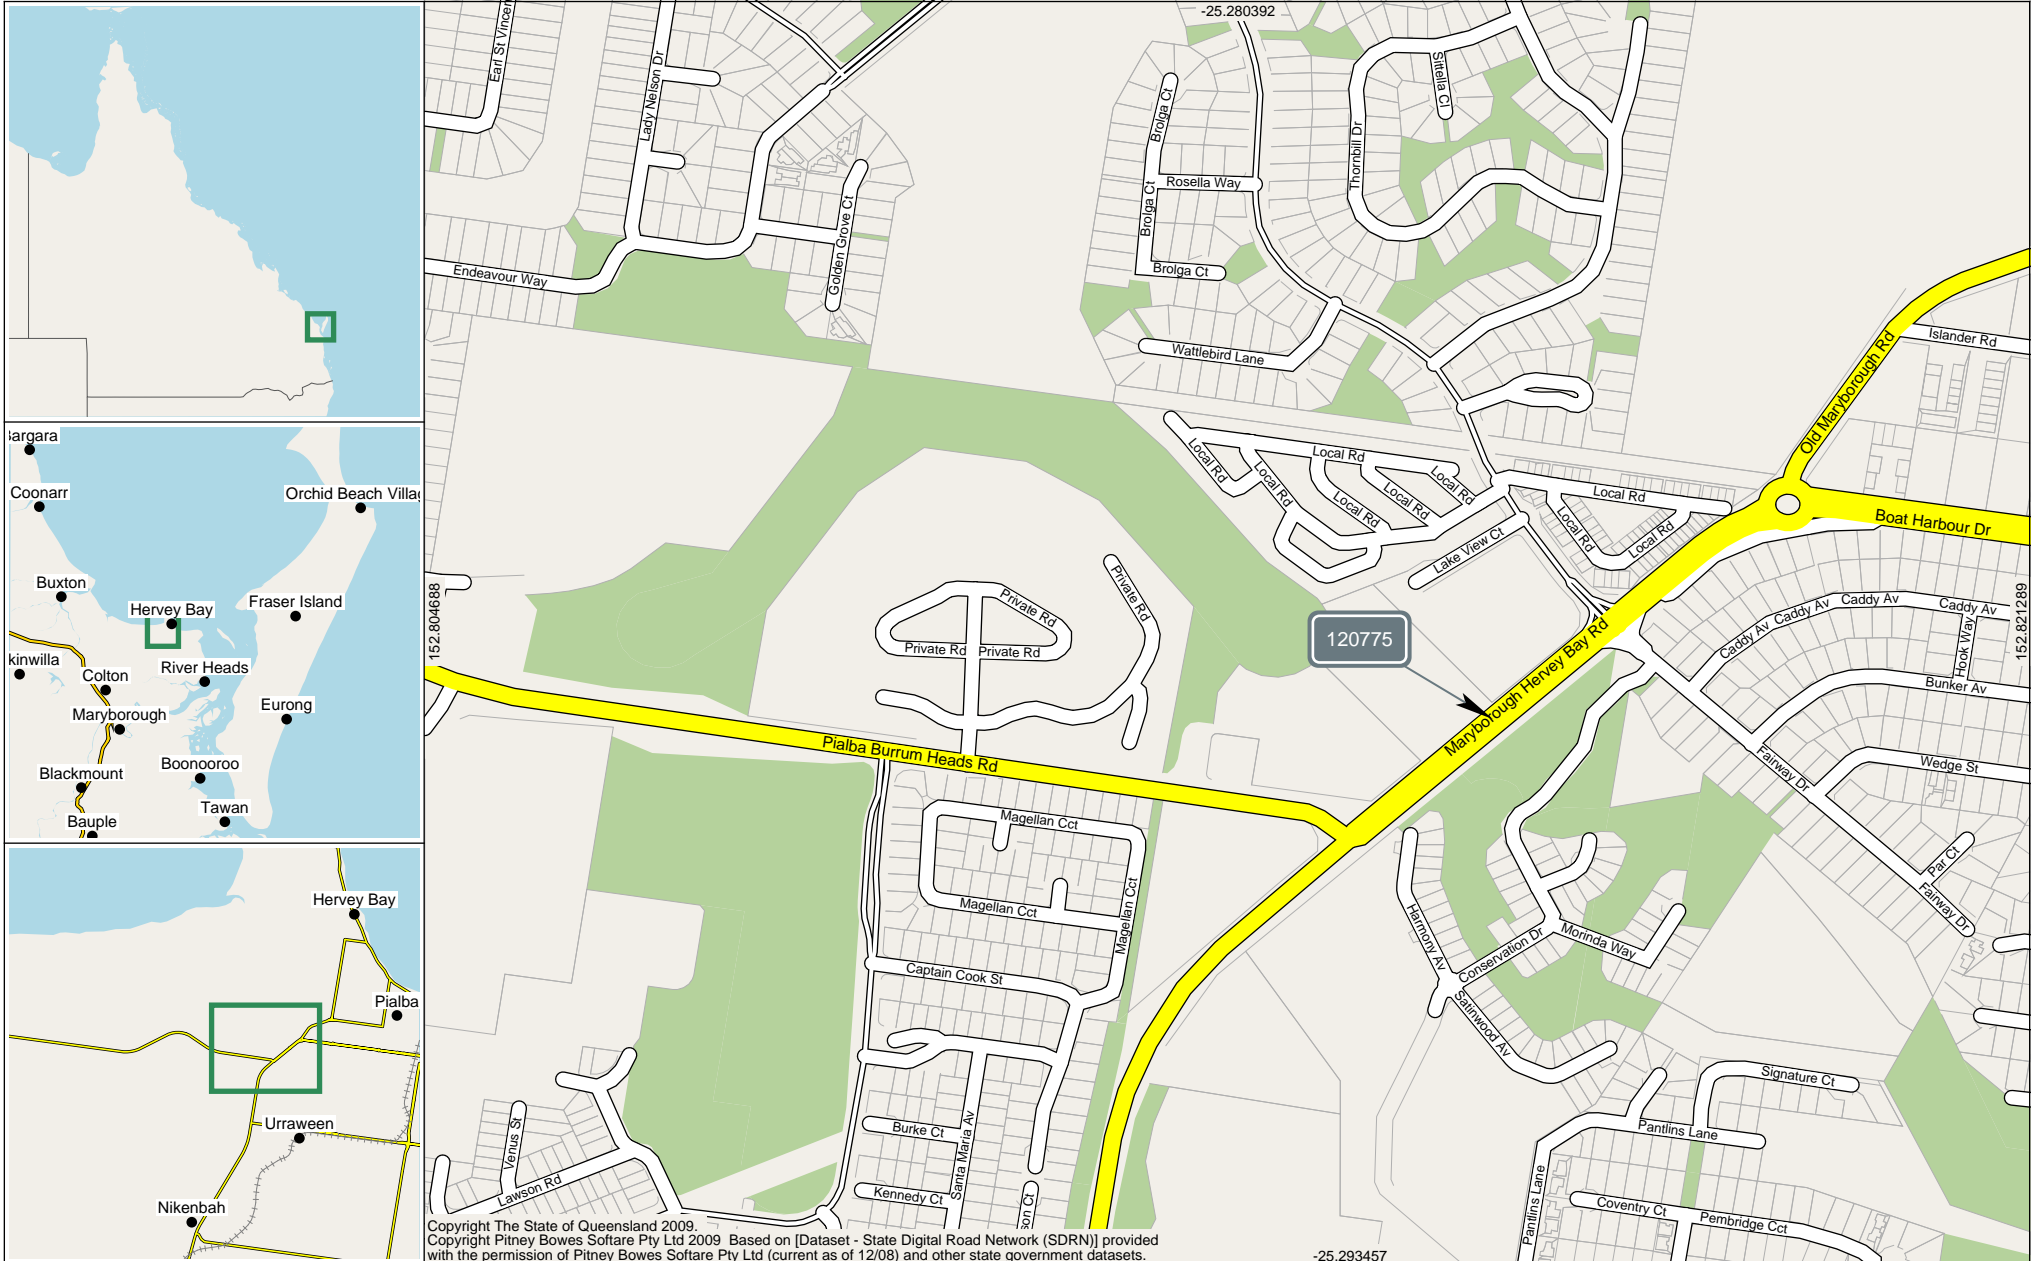 Bargara
Coonarr
Orchid Beach Villag
Buxton
Hervey Bay
Fraser Island
kinwilla
Colton
River Heads
Maryborough
Eurong
Blackmount
Boonooroo
Tawan
Bauple
Hervey Bay
Pialba
Urraween
Nikenbah
-25.280392
Earl St Vincen
Lady Nelson Dr
Golden Grove Ct
Endeavour Way
Brolga Ct
Rosella Way
Brolga Ct
Brolga Ct
Wattlebird Lane
Sittella Cl
Thornbill Dr
Islander Rd
Old Maryborough Rd
Boat Harbour Dr
Local Rd
Local Rd
Local Rd
Local Rd
Local Rd
Local Rd
Local Rd
Local Rd
Local Rd
Lake View Ct
152.804688
152.821289
Private Rd
Private Rd
Private Rd
Private Rd
120775
Maryborough Hervey Bay Rd
Caddy Av
Caddy Av
Caddy Av
Caddy Av
Hook Way
Bunker Av
Wedge St
Fairway Dr
Par Ct
Fairway Dr
Pialba Burrum Heads Rd
Magellan Cct
Magellan Cct
Magellan Cct
Captain Cook St
Harmony Av
Conservation Dr
Morinda Way
Satinwood Av
Signature Ct
Pantlins Lane
Pantlins Lane
Coventry Ct
Pembridge Cct
Venus St
Lawson Rd
Burke Ct
Santa Maria Av
Kennedy Ct
son Ct
Copyright The State of Queensland 2009.
Copyright Pitney Bowes Softare Pty Ltd 2009  Based on [Dataset - State Digital Road Network (SDRN)] provided
with the permission of Pitney Bowes Softare Pty Ltd (current as of 12/08) and other state government datasets.
-25.293457